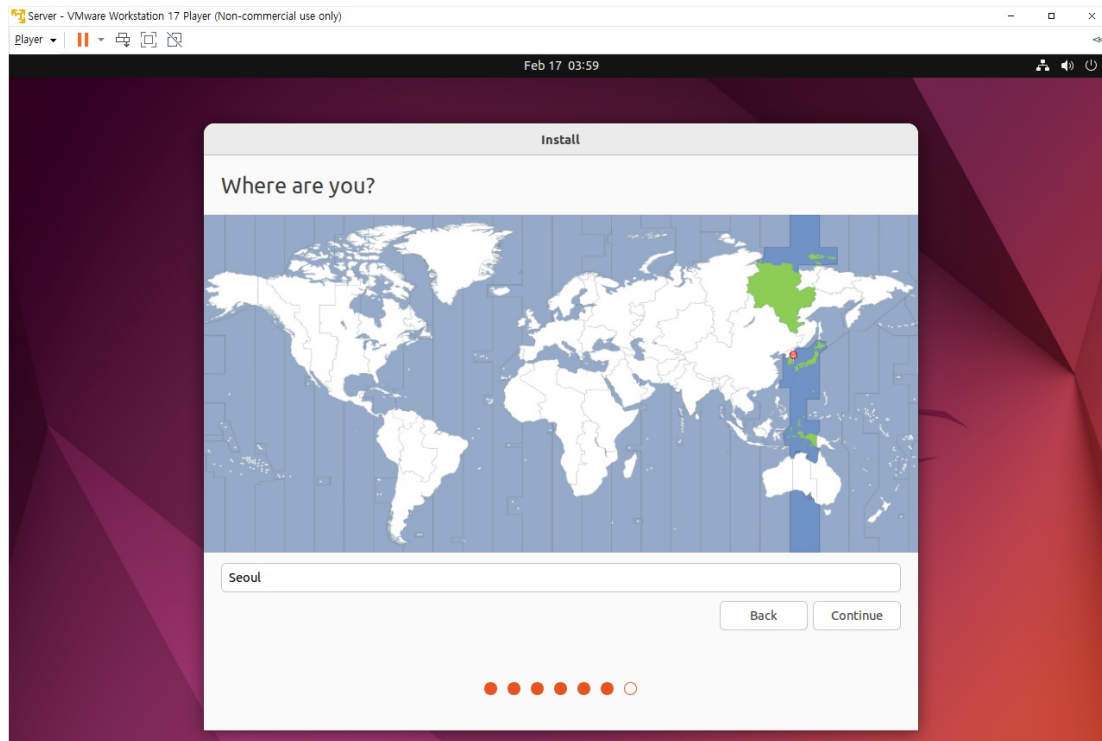 Server - VMware Workstation 17 Player (Non-commercial use only)
Player
Feb 17 03:59
Install
Where are you?
Seoul
Back
Continue